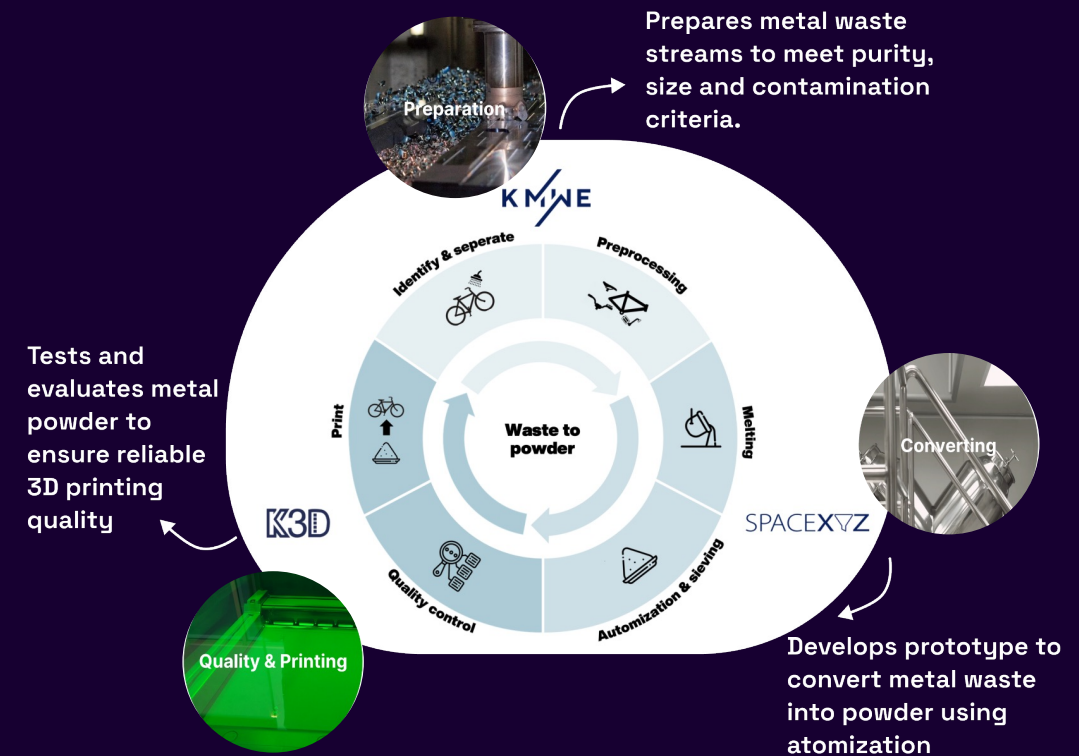 Prepares metal waste
streams to meet purity,
size and contamination
criteria.
Preparation
KMWE
Identify & seperate
Preprocessing
Tests and
evaluates metal
powder to
ensure reliable
3D printing
quality
Print
Waste to
powder
Melting
Converting
K3D
SPACEXYZ
Quality control
Automization & sieving
Quality & Printing
Develops prototype to
convert metal waste
into powder using
atomization